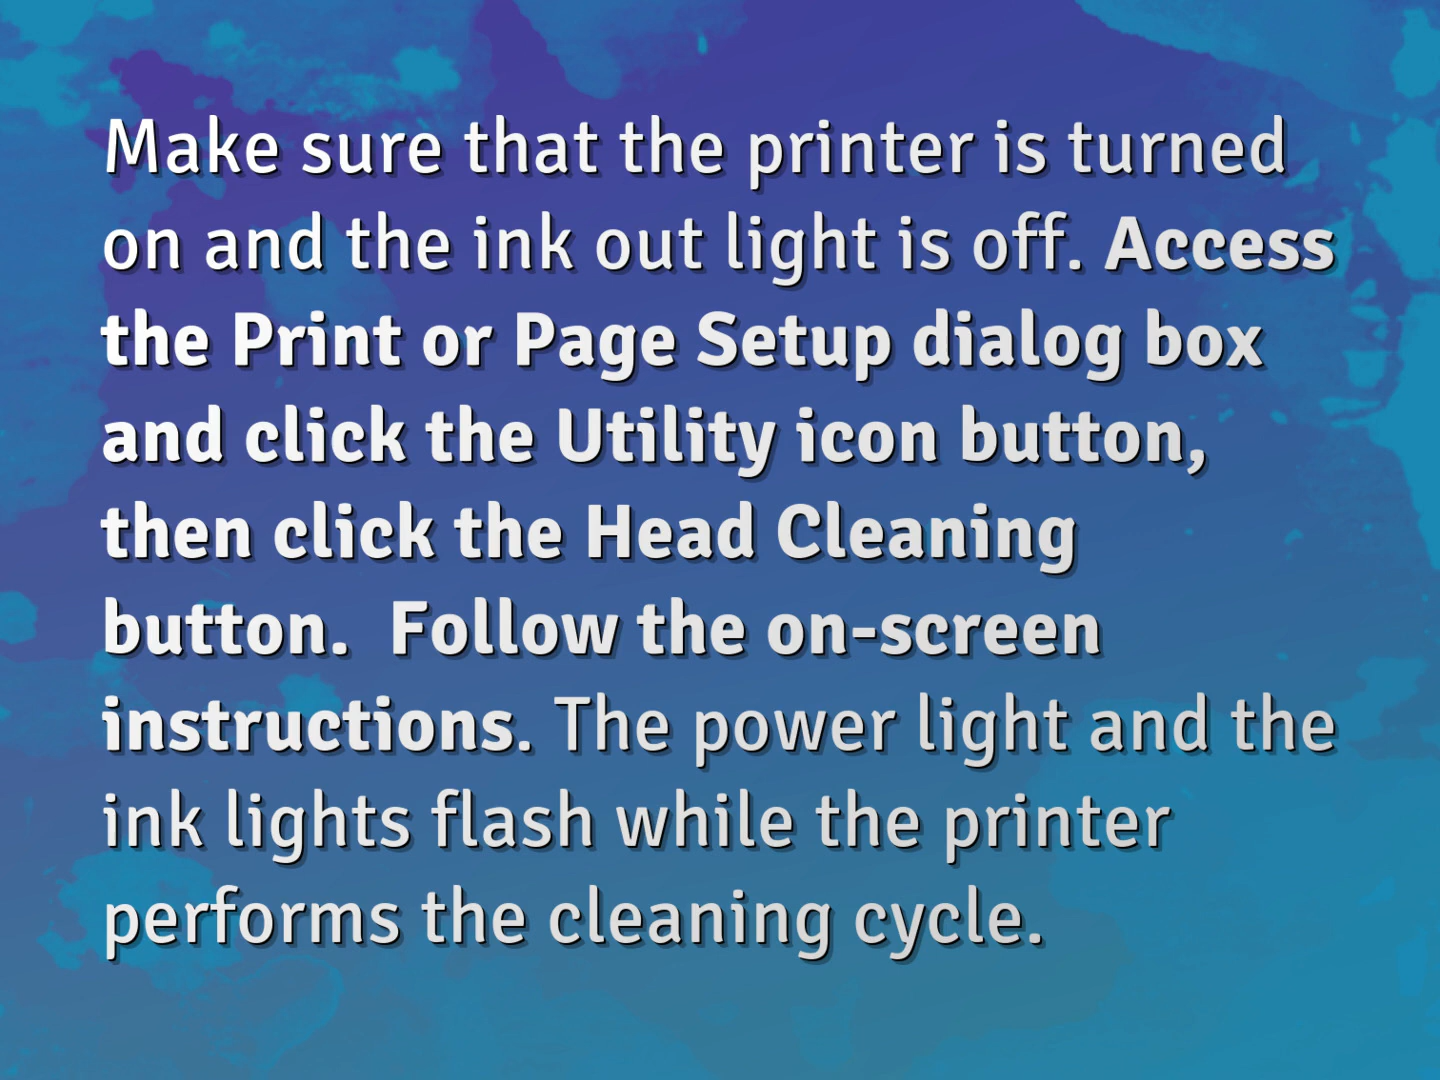 Make sure that the printer is turned
on and the ink out light is off. Access
the Print or Page Setup dialog box
and click the Utility icon button,
then click the Head Cleaning
button.  Follow the on-screen
instructions. The power light and the
ink lights flash while the printer
performs the cleaning cycle.